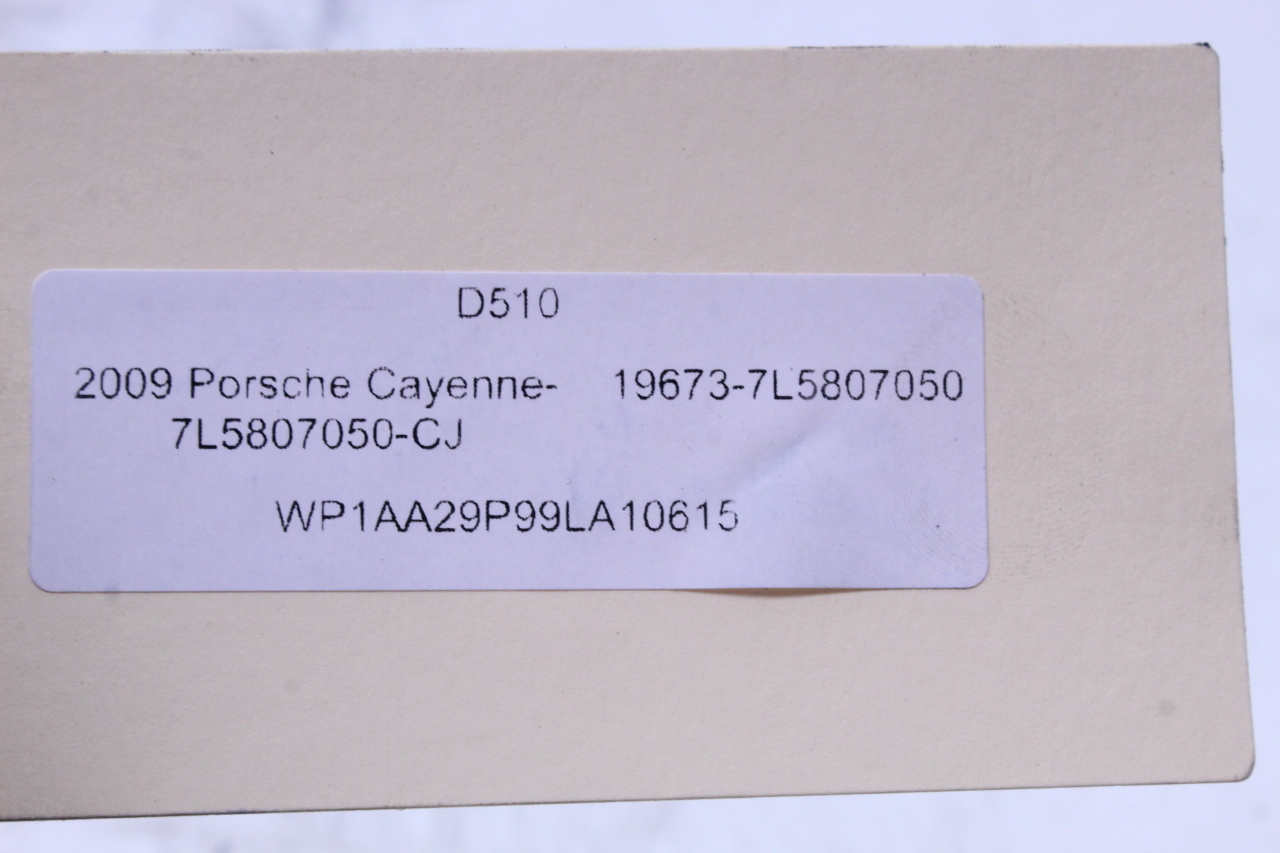 D510
2009 Porsche Cayenne- 19673-7L5807050
7L5807050-CJ
WP1AA29P99LA10615